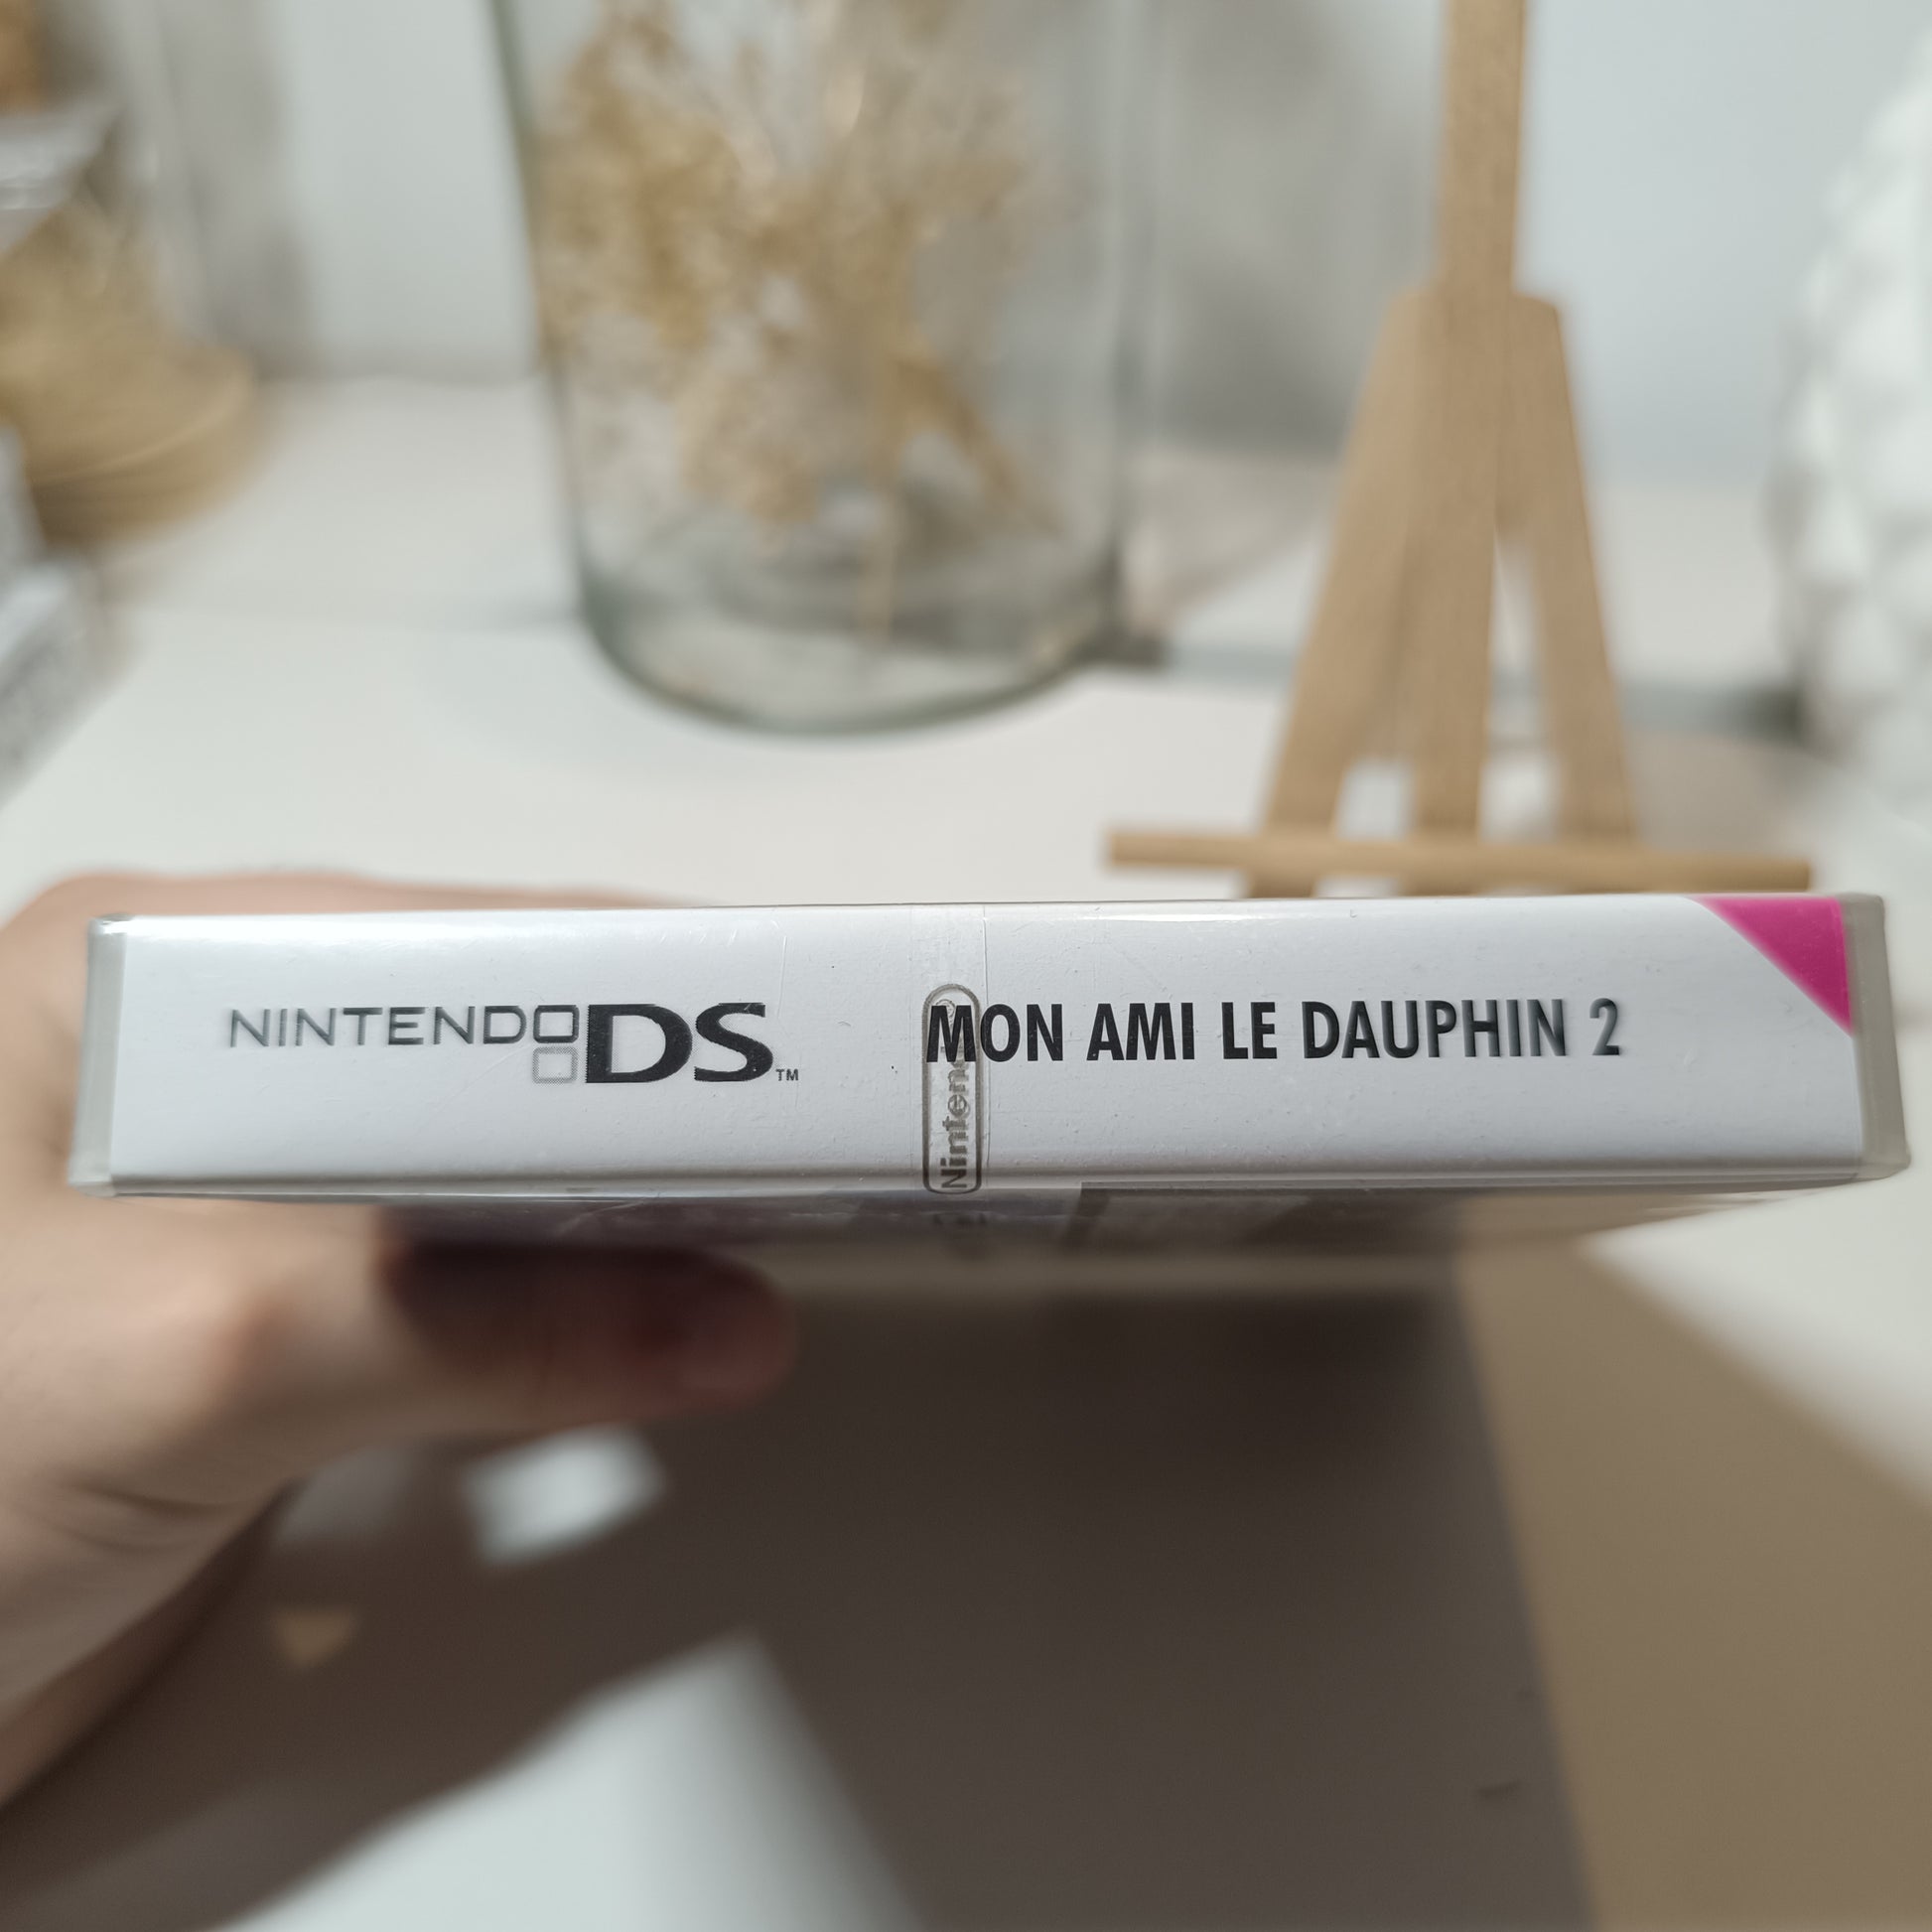 NINTENDO DS™
MON AMI LE DAUPHIN 2
Nintendo®